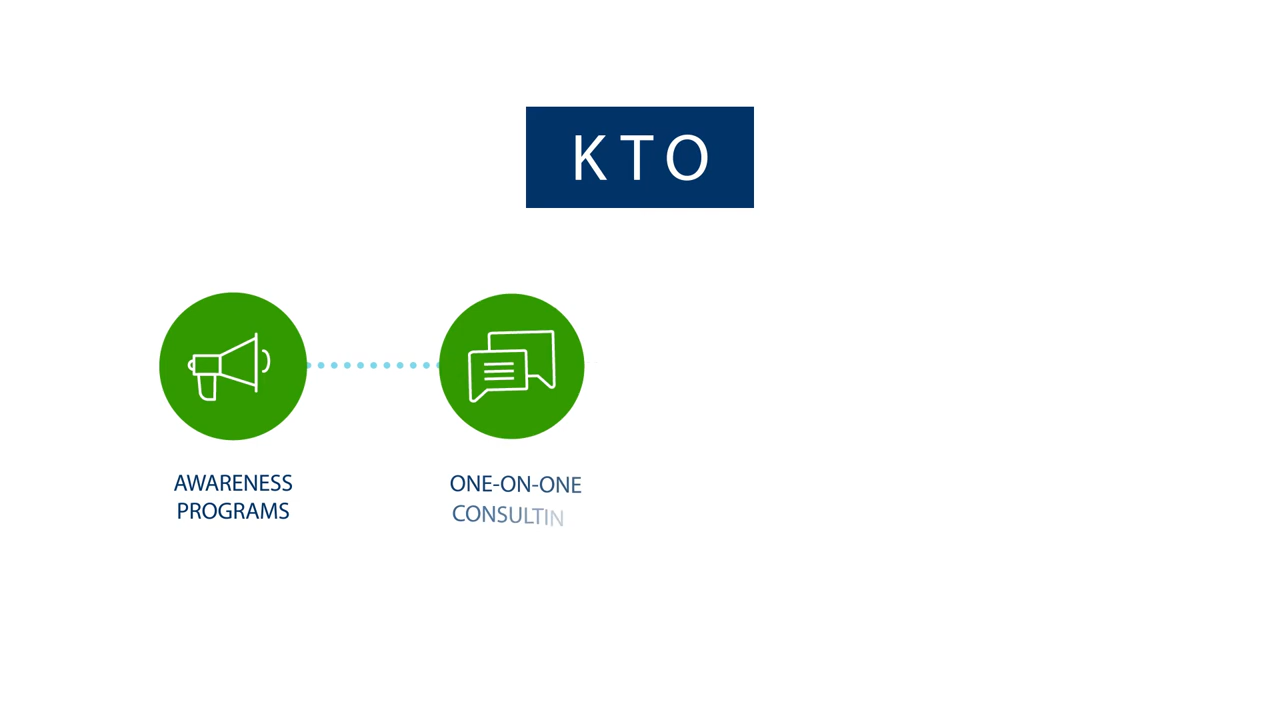 KTO
AWARENESS
PROGRAMS
ONE-ON-ONE
CONSULTIN